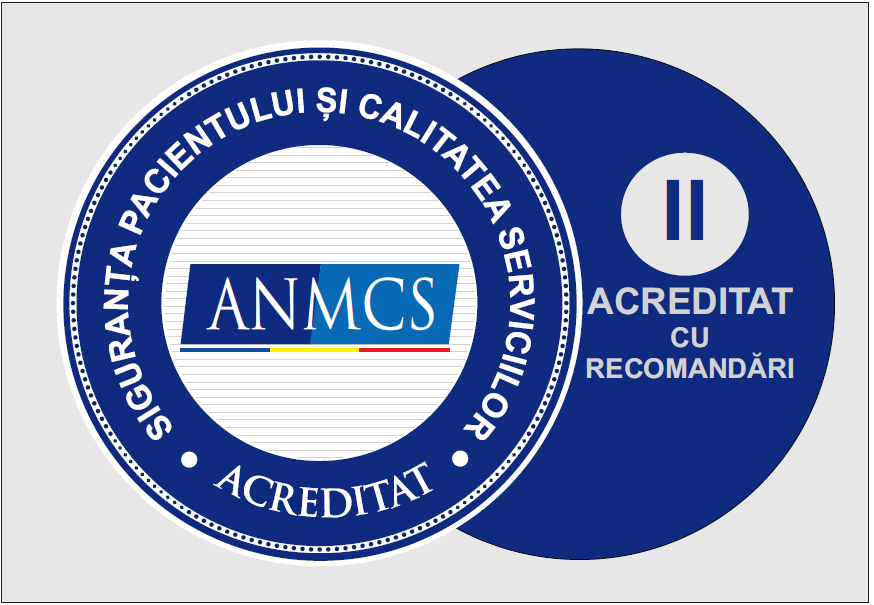 SIGURANȚA PACIENTULUI ȘI CALITATEA SERVICIILOR
ANMCS
• ACREDITAT •
II
ACREDITAT
CU
RECOMANDĂRI